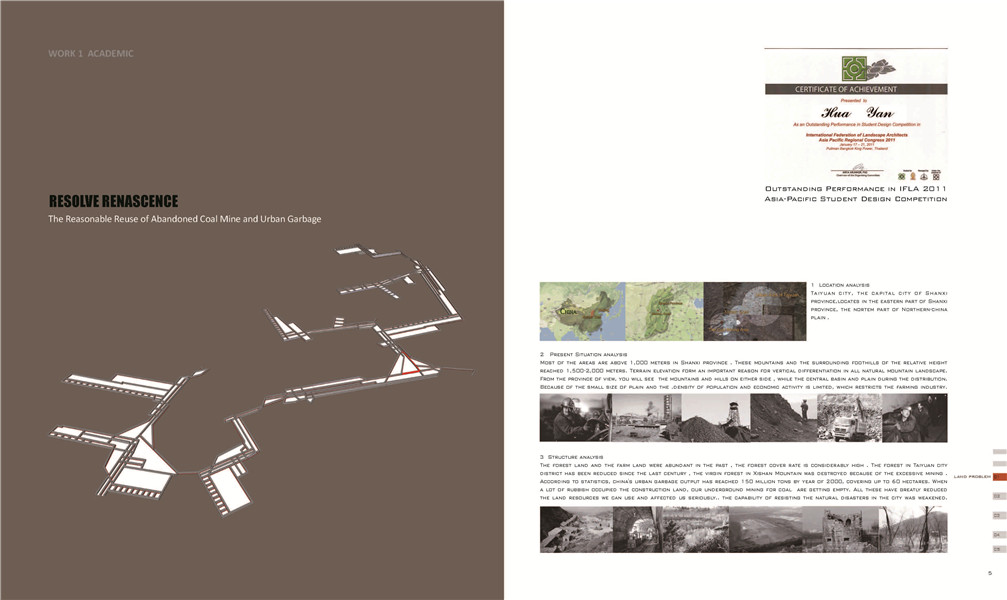 WORK 1 ACADEMIC
RESOLVE RENASCENCE
The Reasonable Reuse of Abandoned Coal Mine and Urban Garbage
CERTIFICATE OF ACHIEVEMENT
Presented to
Hua Yan
As an Outstanding Performance in Student Design Competition in
International Federation of Landscape Architects
Asia Pacific Regional Congress 2011
January 17 - 21, 2011
Pullman Bangkok King Power, Thailand
Outstanding Performance in IFLA 2011
Asia-Pacific Student Design Competition
China
1 Location analysis
Taiyuan city, the capital city of Shanxi
province,locates in the eastern part of Shanxi
province, the norter part of Northern-china
plain .
2 Present Situation analysis
Most of the areas are above 1,000 meters in Shanxi province . These mountains and the surrounding foothills of the relative height
reached 1,500-2,000 meters. Terrain elevation form an important reason for vertical differentiation in all natural mountain landscape.
From the province of view, you will see the mountains and hills on either side , while the central basin and plain during the distribution.
Because of the small size of plain and the .density of population and economic activity is limited, which restricts the farming industry.
3 Structure analysis
The forest land and the farm land were abundant in the past , the forest cover rate is considerably high . The forest in Taiyuan city
district has been reduced since the last century , the virgin forest in Xishan Mountain was destroyed because of the excessive mining .
According to statistics, china's urban garbage output has reached 150 million tons by year of 2000, covering up to 60 hectares. When
a lot of rubbish occupied the construction land, our underground mining for coal are getting empty. All these have greatly reduced
the land resources we can use and affected us seriously.. the capability of resisting the natural disasters in the city was weakened.
Land problem
5